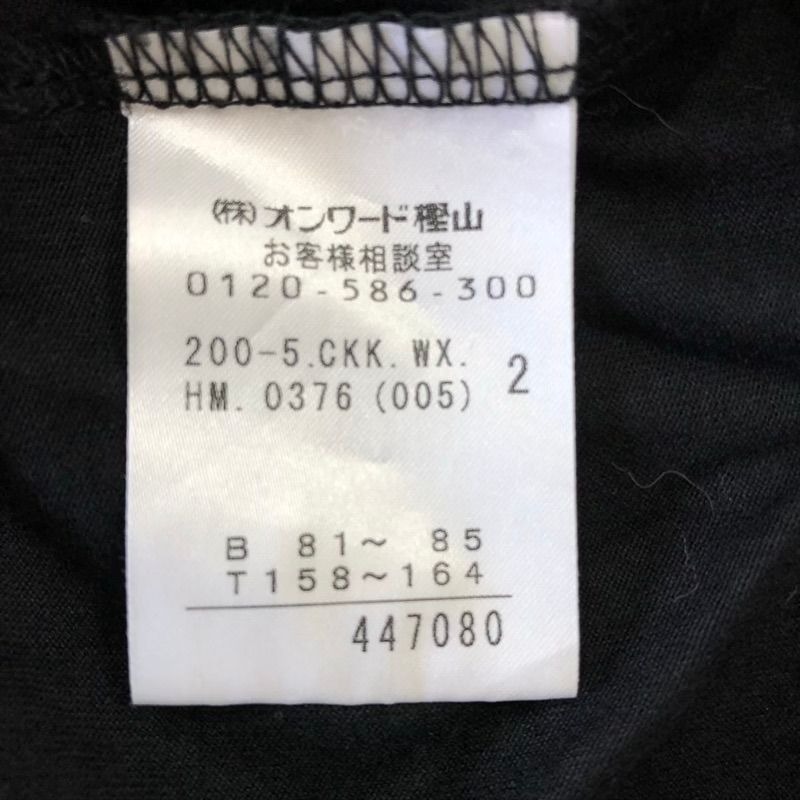 ㈱オンワード樫山
お客様相談室
0120-586-300
200-5.CKK.WX.
HM.0376(005) 2
B 81～ 85
T158～164
447080